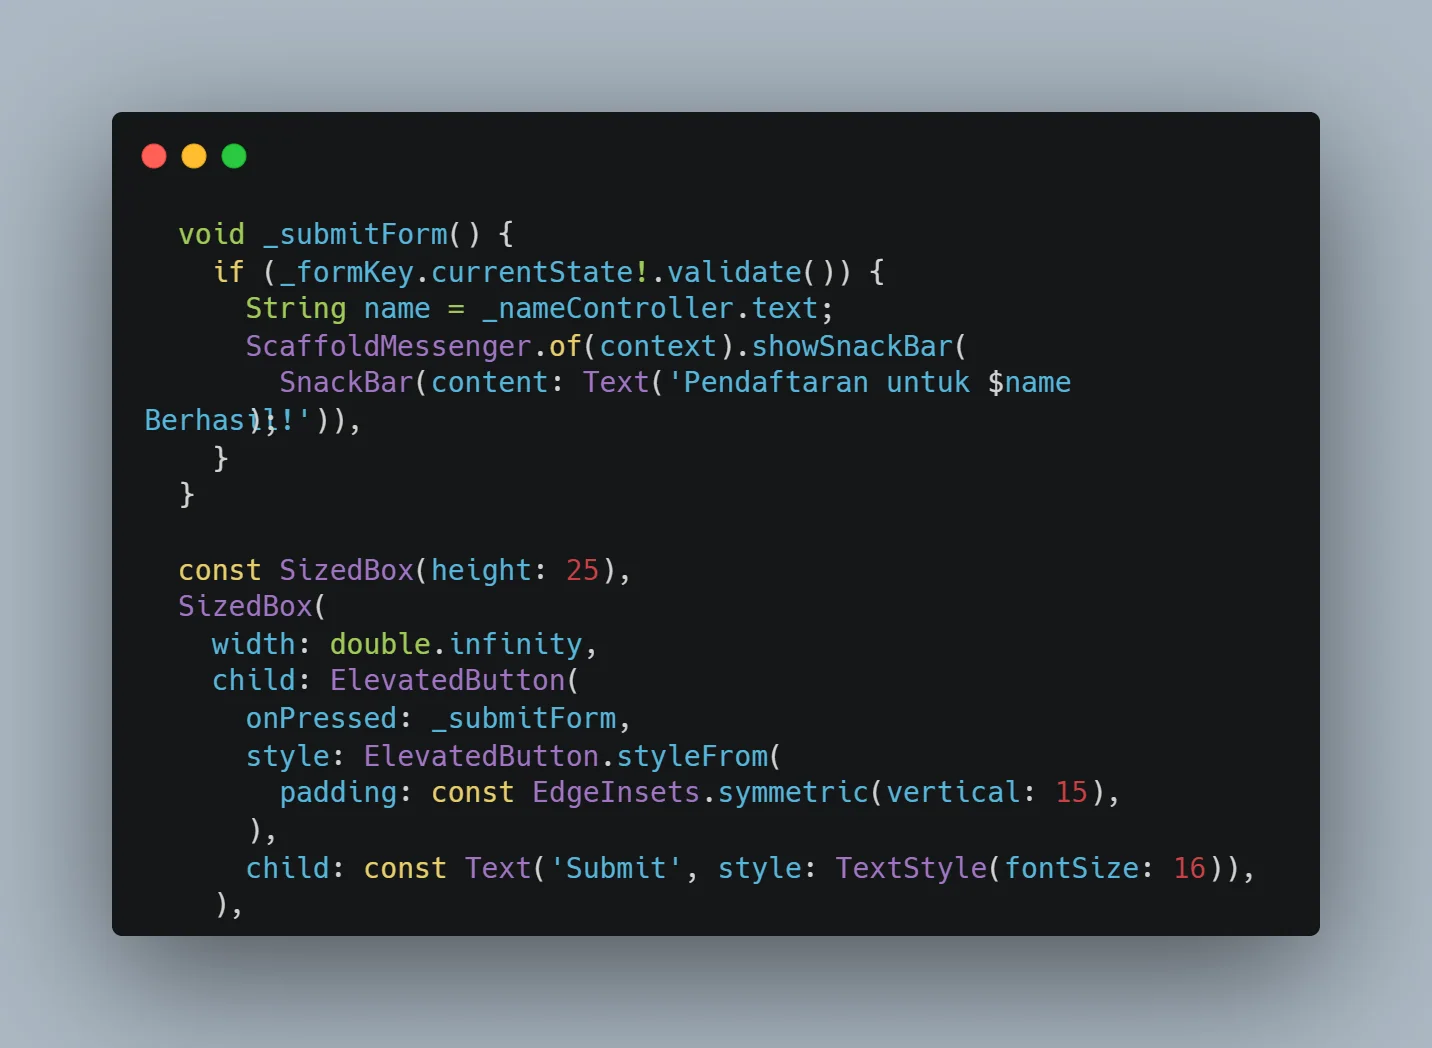 void _submitForm() {
if (_formKey.currentState!.validate()) {
String name = _nameController.text;
ScaffoldMessenger.of(context).showSnackBar(
SnackBar(content: Text('Pendaftaran untuk $name
Berhasil!')),
);
}
}
const SizedBox(height: 25),
SizedBox(
width: double.infinity,
child: ElevatedButton(
onPressed: _submitForm,
style: ElevatedButton.styleFrom(
padding: const EdgeInsets.symmetric(vertical: 15),
),
child: const Text('Submit', style: TextStyle(fontSize: 16)),
),